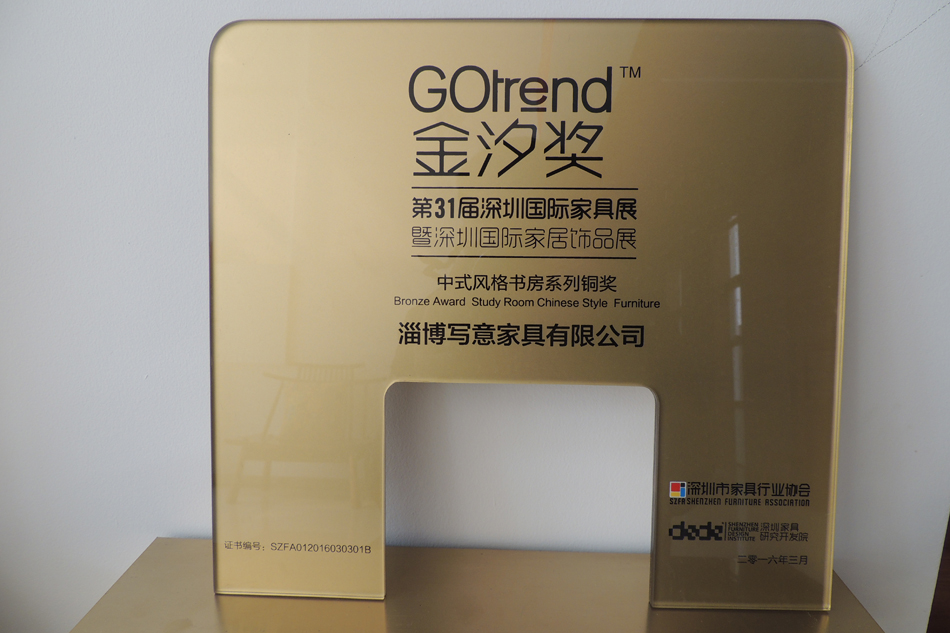 GOtrend™
金汐奖
第31届深圳国际家具展
暨深圳国际家居饰品展
中式风格书房系列铜奖
Bronze Award Study Room Chinese Style Furniture
淄博写意家具有限公司
深圳市家具行业协会
SZFA SHENZHEN FURNITURE ASSOCIATION
dede SHENZHEN FURNITURE DESIGN INSTITUTE 深圳家具研究开发院
证书编号：SZFA012016030301B
二零一六年三月